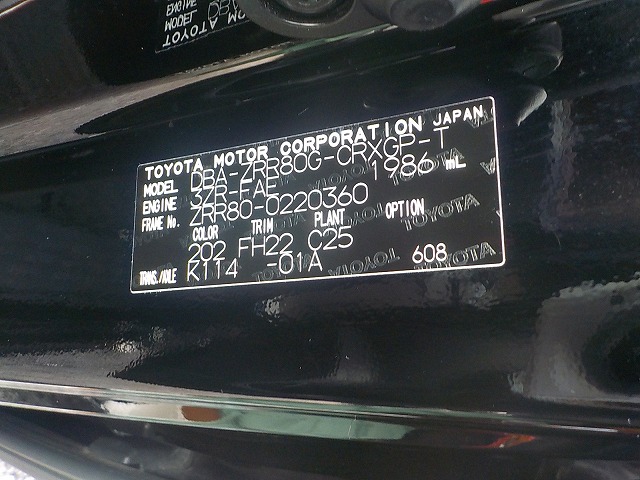 TOYOTA MOTOR CORPORATION JAPAN
MODEL DBA-ZRR80G-CRXGP-T
ENGINE 3ZR-FAE 1986 mL
FRAME No. ZRR80-0220360
COLOR TRIM PLANT OPTION
202 FH22 C25
TRANS./AXLE K1T4 -01A 608